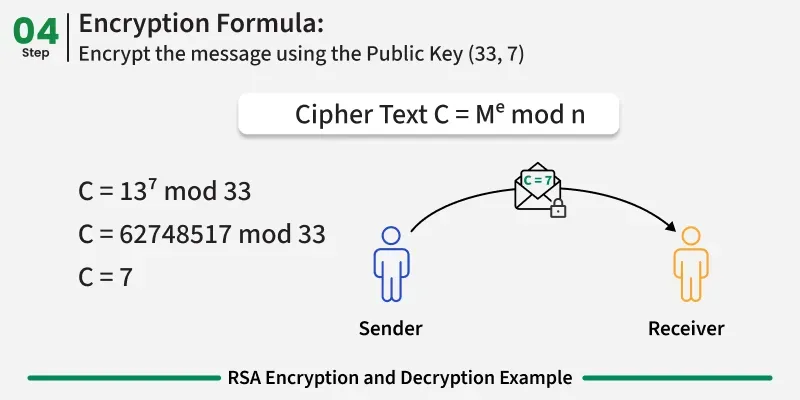 04
Step
Encryption Formula:
Encrypt the message using the Public Key (33, 7)
Cipher Text C = Mᵉ mod n
C = 13⁷ mod 33
C = 62748517 mod 33
C = 7
C = 7
Sender
Receiver
RSA Encryption and Decryption Example